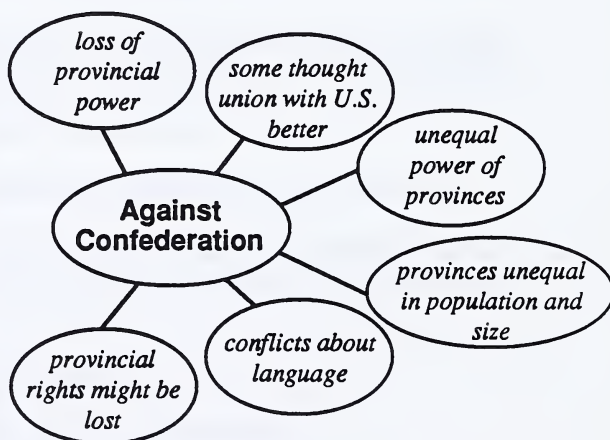 loss of
provincial
power
some thought
union with U.S.
better
unequal
power of
provinces
Against
Confederation
provinces unequal
in population and
size
conflicts about
language
provincial
rights might be
lost